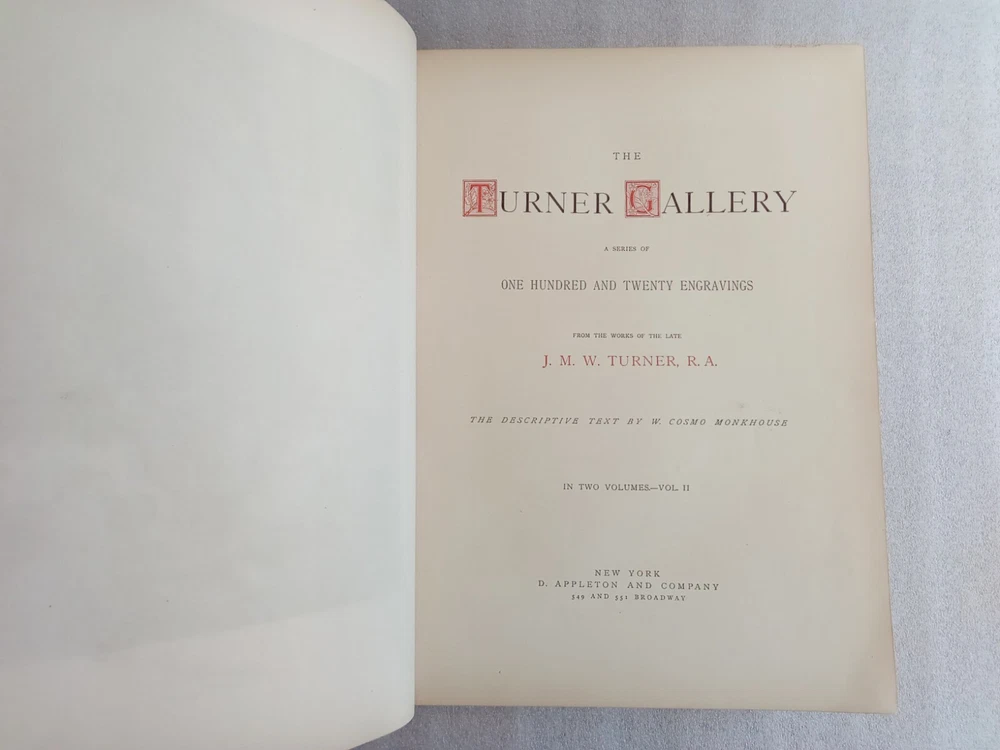 THE
TURNER GALLERY
A SERIES OF
ONE HUNDRED AND TWENTY ENGRAVINGS
FROM THE WORKS OF THE LATE
J. M. W. TURNER, R. A.
THE DESCRIPTIVE TEXT BY W. COSMO MONKHOUSE
IN TWO VOLUMES.—VOL. II
NEW YORK
D. APPLETON AND COMPANY
549 AND 551 BROADWAY